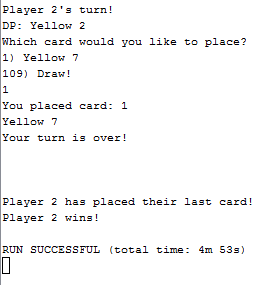 Player 2's turn!
DP: Yellow 2
Which card would you like to place?
1) Yellow 7
109) Draw!
1
You placed card: 1
Yellow 7
Your turn is over!
Player 2 has placed their last card!
Player 2 wins!
RUN SUCCESSFUL (total time: 4m 53s)